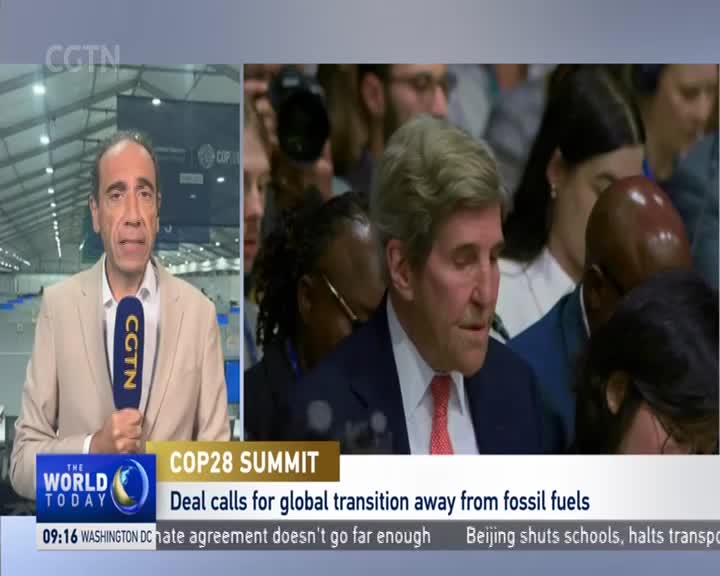 CGTN
COP28
CGTN
COP28 SUMMIT
THE WORLD TODAY
Deal calls for global transition away from fossil fuels
09:16 WASHINGTON DC
nate agreement doesn't go far enough Beijing shuts schools, halts transpo